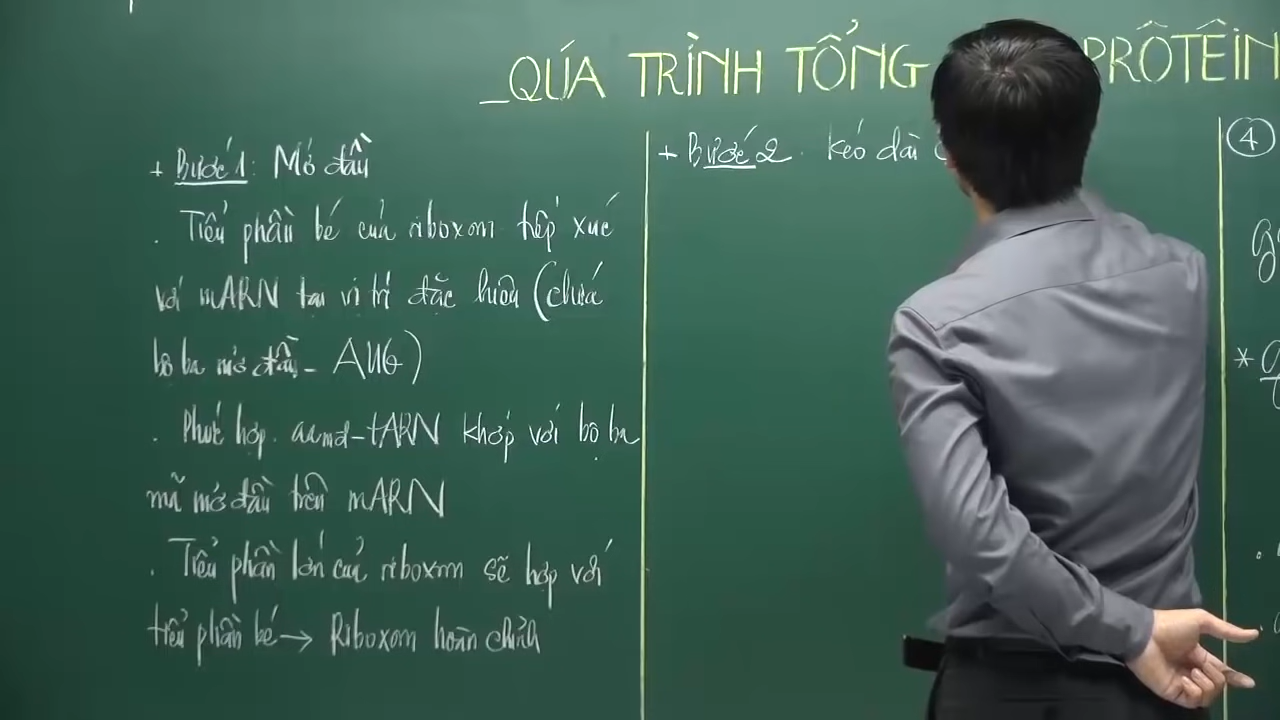 _QÚA TRÌNH TỔNG PRÔTÊIN
+ Bước 1: Mở đầu
. Tiểu phần bé của riboxom tiếp xúc
với mARN tại vị trí đặc hiệu (chứa
bộ ba mở đầu - AUG)
. Phức hợp aamđ-tARN khớp với bộ ba
mã mở đầu trên mARN
. Tiểu phần lớn của riboxom sẽ hợp với
tiểu phần bé → Riboxom hoàn chỉnh
+ Bước 2. kéo dài
4
*